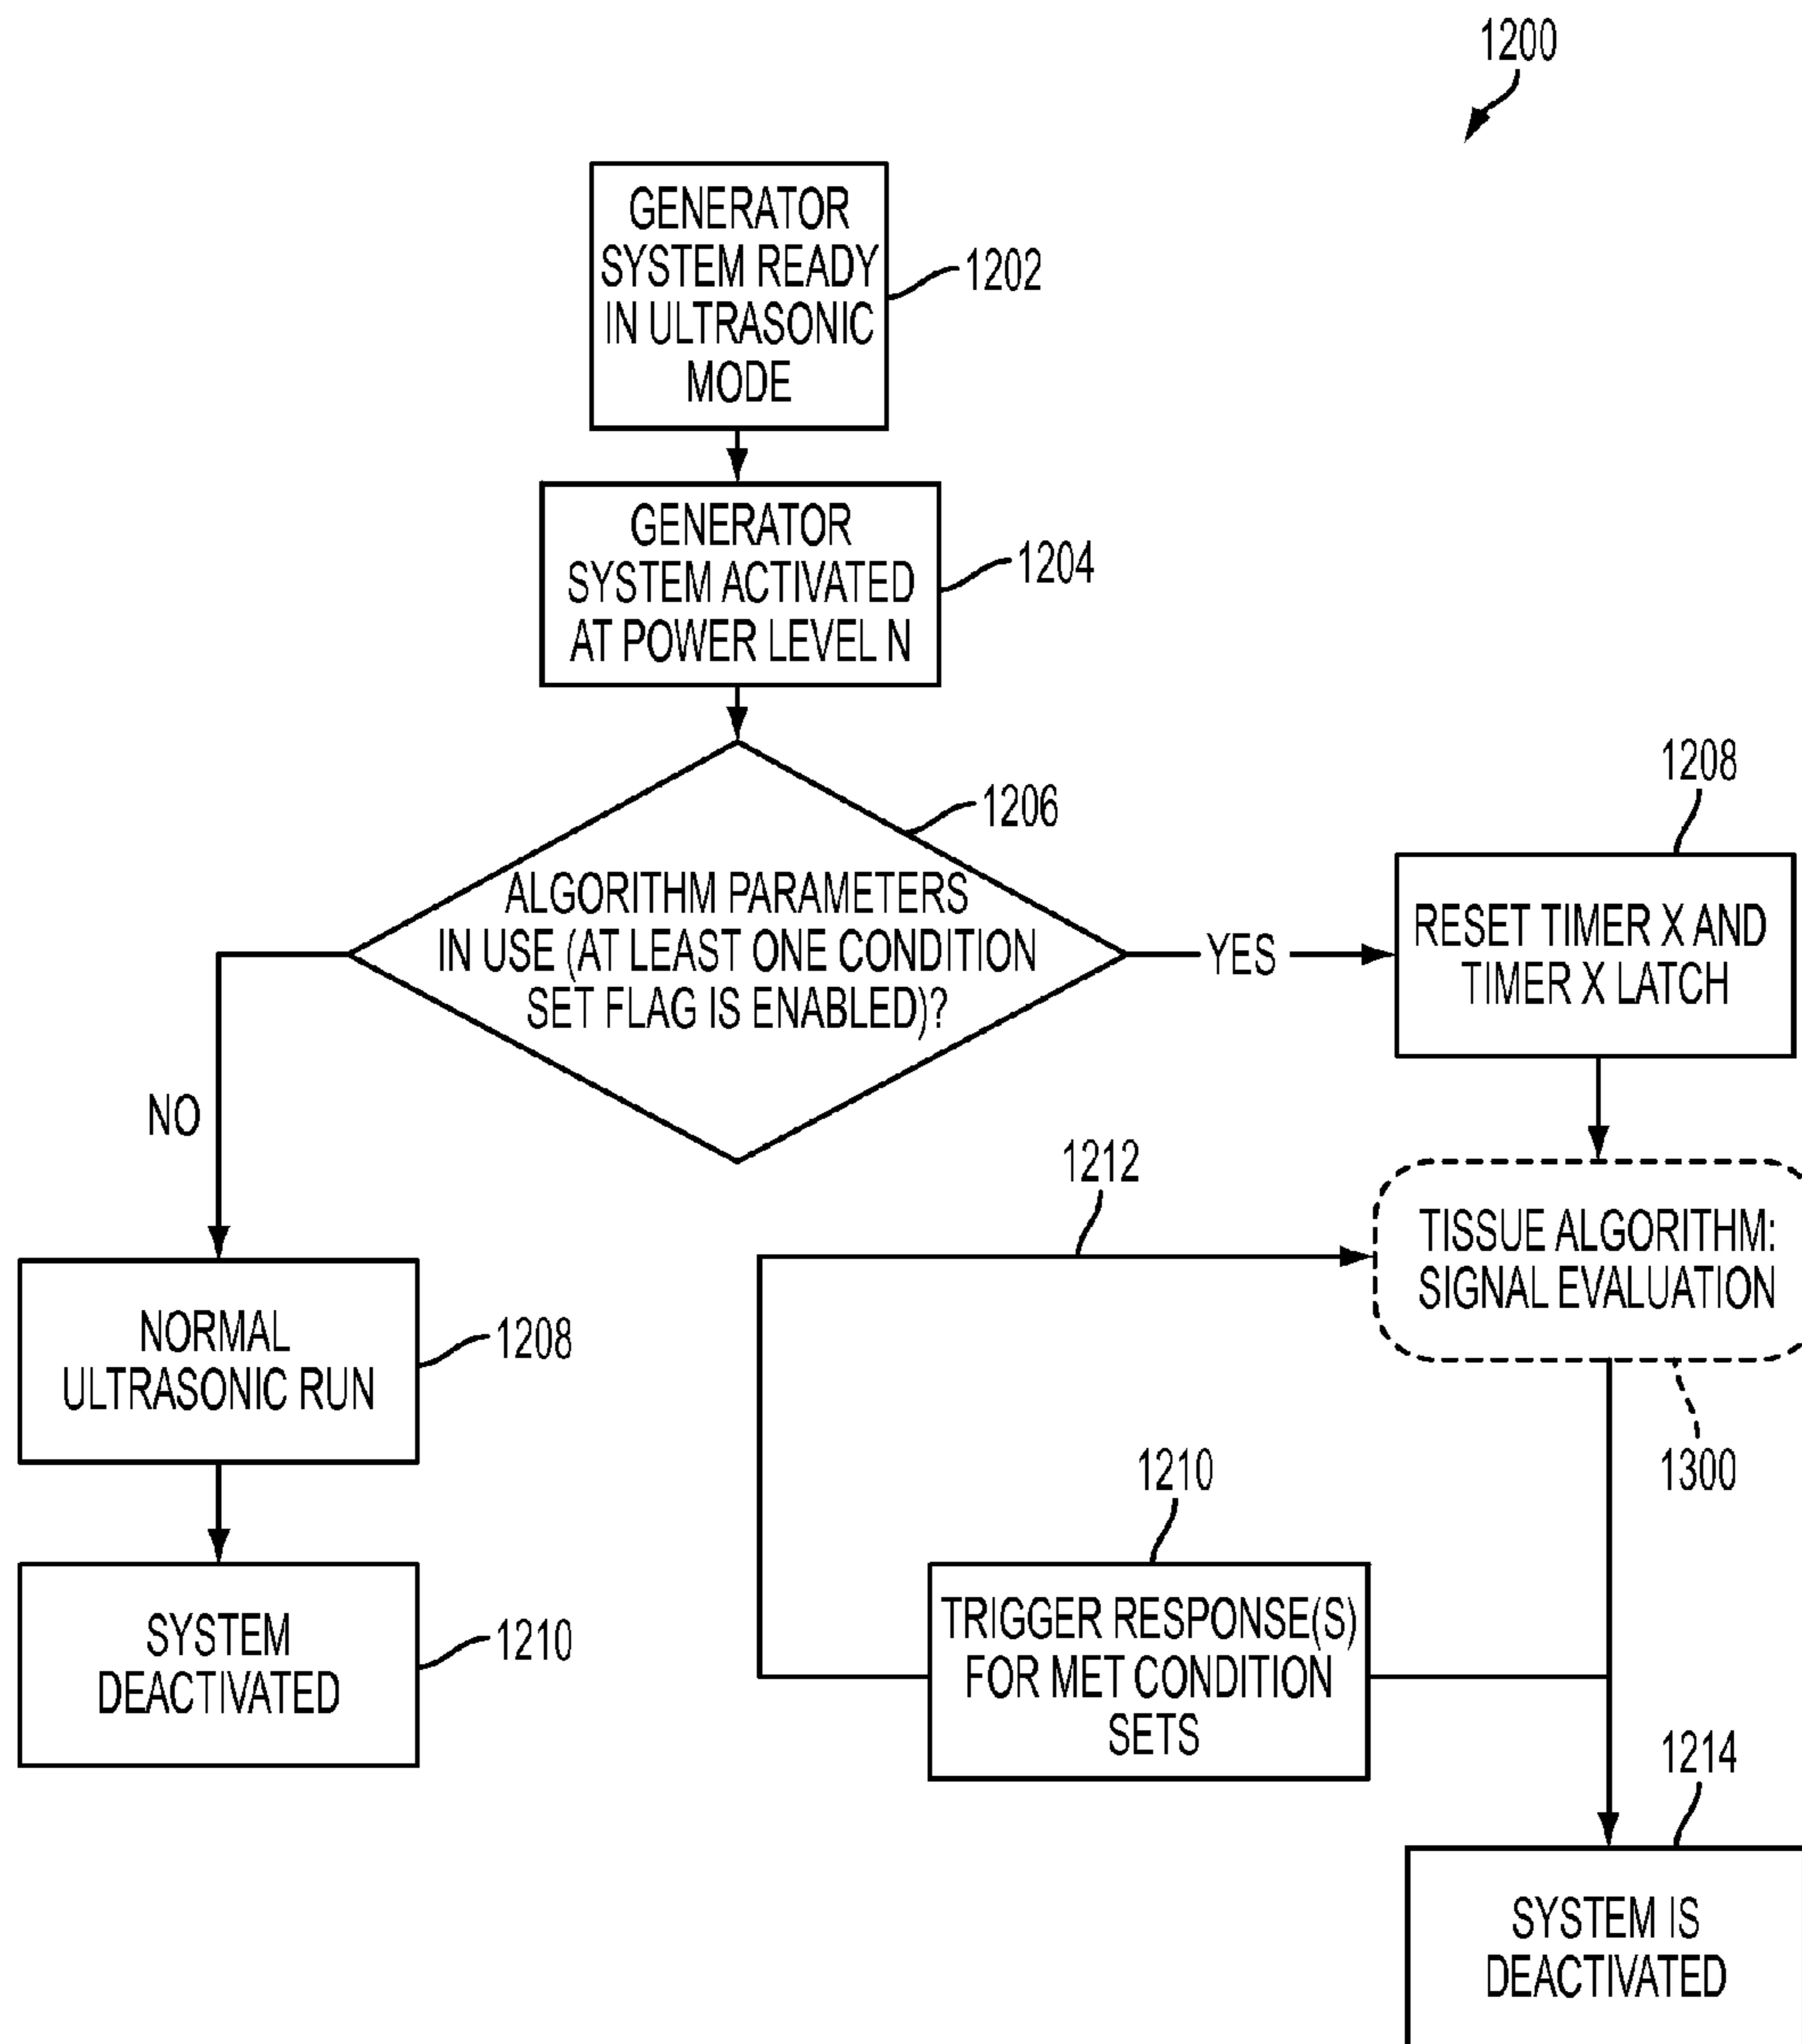 1200
GENERATOR
SYSTEM READY
IN ULTRASONIC
MODE
1202
GENERATOR
SYSTEM ACTIVATED
AT POWER LEVEL N
1204
1206
ALGORITHM PARAMETERS
IN USE (AT LEAST ONE CONDITION
SET FLAG IS ENABLED)?
YES
1208
RESET TIMER X AND
TIMER X LATCH
NO
1212
TISSUE ALGORITHM:
SIGNAL EVALUATION
1300
NORMAL
ULTRASONIC RUN
1208
1210
TRIGGER RESPONSE(S)
FOR MET CONDITION
SETS
SYSTEM
DEACTIVATED
1210
1214
SYSTEM IS
DEACTIVATED